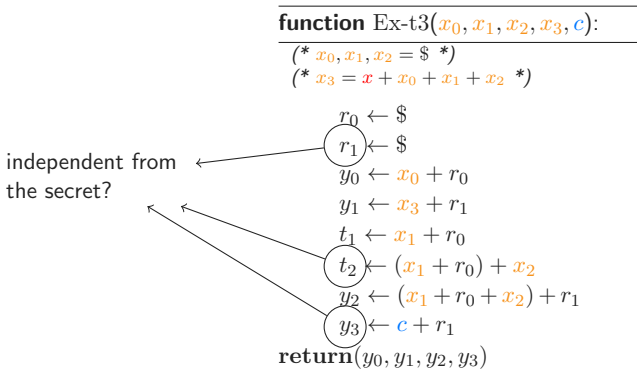 function Ex-t3(x₀, x₁, x₂, x₃, c):
(* x₀, x₁, x₂ = $ *)
(* x₃ = x + x₀ + x₁ + x₂ *)
r₀ ← $
r₁ ← $
independent from
the secret?
y₀ ← x₀ + r₀
y₁ ← x₃ + r₁
t₁ ← x₁ + r₀
t₂ ← (x₁ + r₀) + x₂
y₂ ← (x₁ + r₀ + x₂) + r₁
y₃ ← c + r₁
return(y₀, y₁, y₂, y₃)